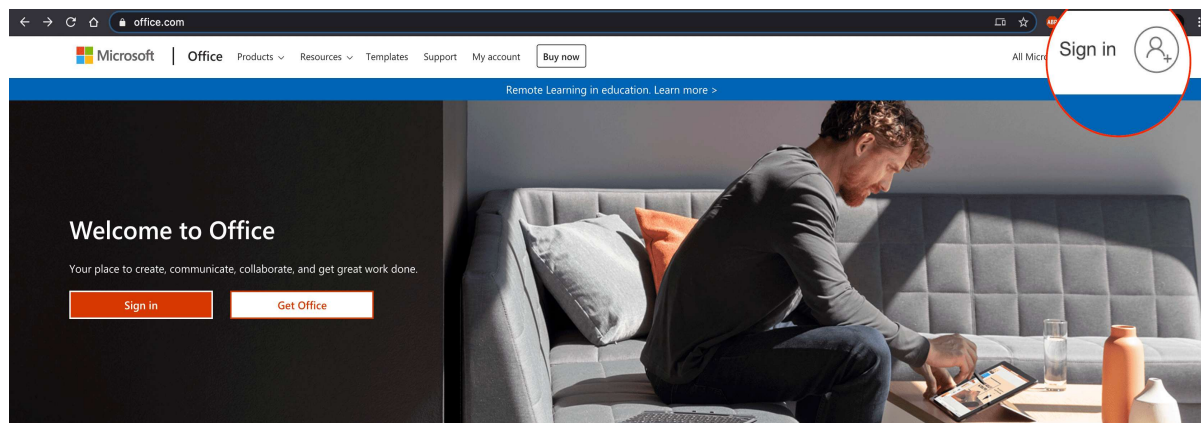 office.com
ABP
Microsoft Office Products Resources Templates Support My account Buy now All Micro
Sign in
Remote Learning in education. Learn more >
Welcome to Office
Your place to create, communicate, collaborate, and get great work done.
Sign in Get Office